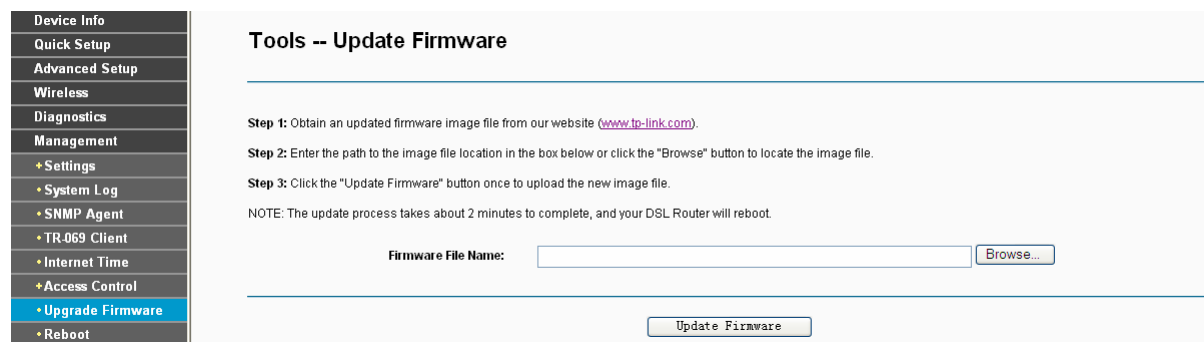 Device Info
Quick Setup
Advanced Setup
Wireless
Diagnostics
Management
+Settings
•System Log
•SNMP Agent
•TR-069 Client
•Internet Time
+Access Control
•Upgrade Firmware
•Reboot
Tools -- Update Firmware
Step 1: Obtain an updated firmware image file from our website (www.tp-link.com).
Step 2: Enter the path to the image file location in the box below or click the "Browse" button to locate the image file.
Step 3: Click the "Update Firmware" button once to upload the new image file.
NOTE: The update process takes about 2 minutes to complete, and your DSL Router will reboot.
Firmware File Name: Browse...
Update Firmware